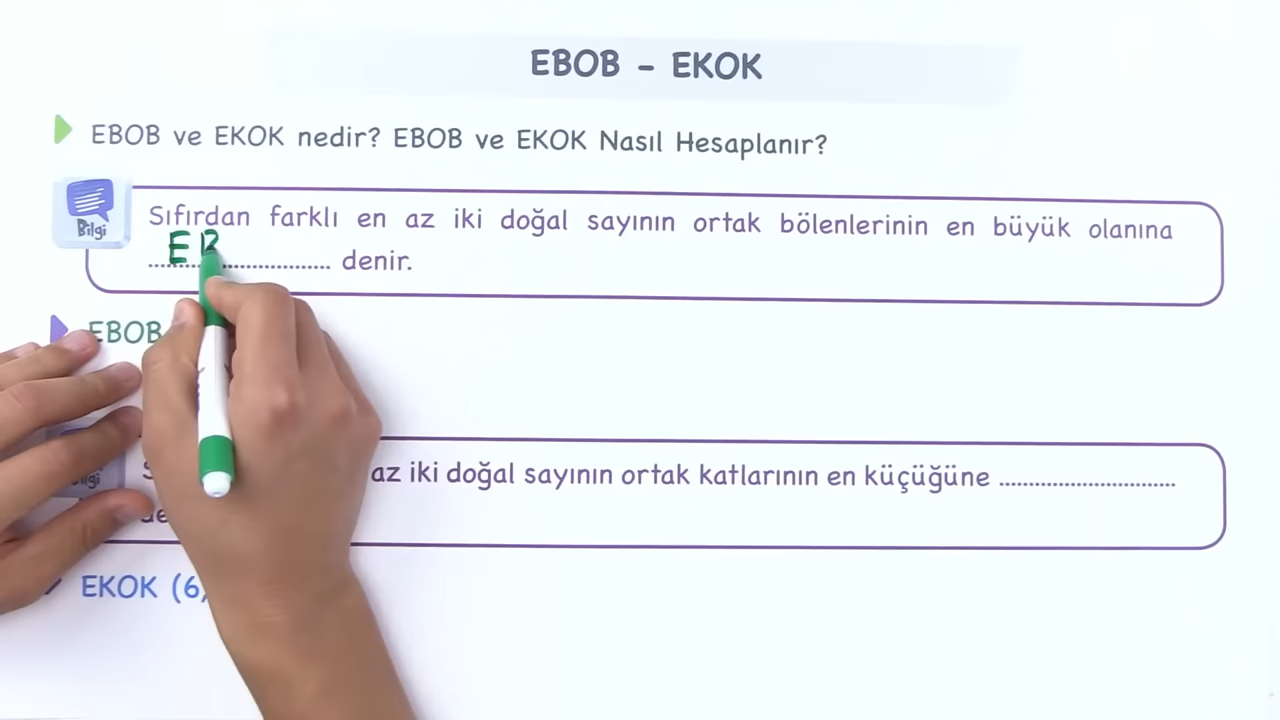 EBOB - EKOK
EBOB ve EKOK nedir? EBOB ve EKOK Nasıl Hesaplanır?
Bilgi
Sıfırdan farklı en az iki doğal sayının ortak bölenlerinin en büyük olanına
EB .............................. denir.
EBOB
az iki doğal sayının ortak katlarının en küçüğüne ..............................
EKOK (6,